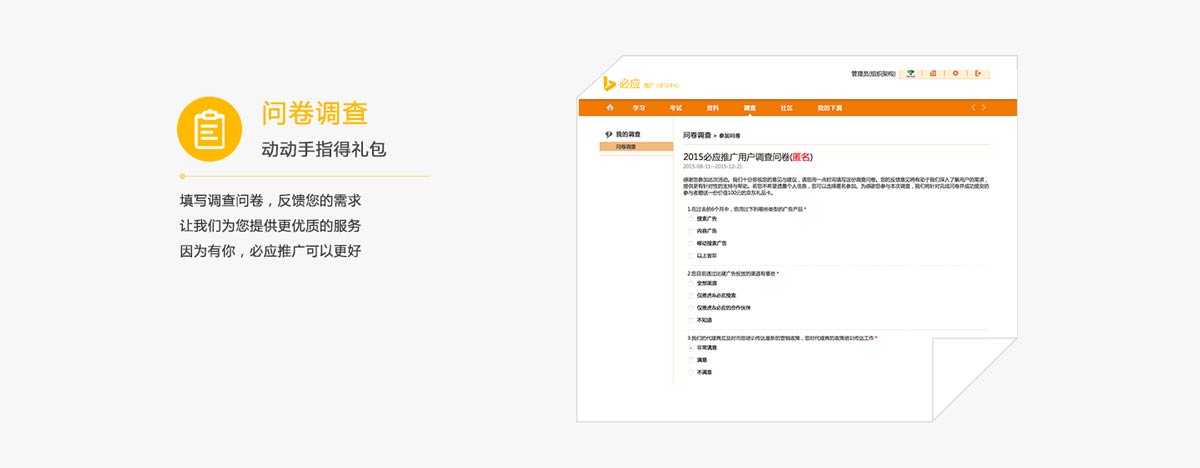 问卷调查
动动手指得礼包
填写调查问卷，反馈您的需求
让我们为您提供更优质的服务
因为有你，必应推广可以更好
管理员(组织架构)
必应 推广 学习中心
学习 考试 资料 调查 社区 我的下属
我的调查
问卷调查
问卷调查 参加问卷
2015必应推广用户调查问卷(匿名)
2015-08-11--2015-12-21
感谢您参加此次活动。我们十分珍视您的意见与建议，请您用一点时间填写这份调查问卷。您的反馈意见将有助于我们深入了解用户的需求，
提供更有针对性的支持与帮助。若您不希望透露个人信息，您可以选择匿名参加。为感谢您参与本次调查，我们将针对完成问卷并成功提交的
参与者赠送一份价值100元的京东礼品卡。
1.在过去的6个月中，您用过下列哪些类型的广告产品*
搜索广告
内容广告
移动搜索广告
以上皆非
2.您目前通过必应广告投放的渠道有哪些*
全部渠道
仅雅虎&必应搜索
仅雅虎&必应的合作伙伴
不知道
3.我们的代理商能及时向您培训传达最新的营销政策，您对代理商的政策培训传达工作*
非常满意
满意
不满意